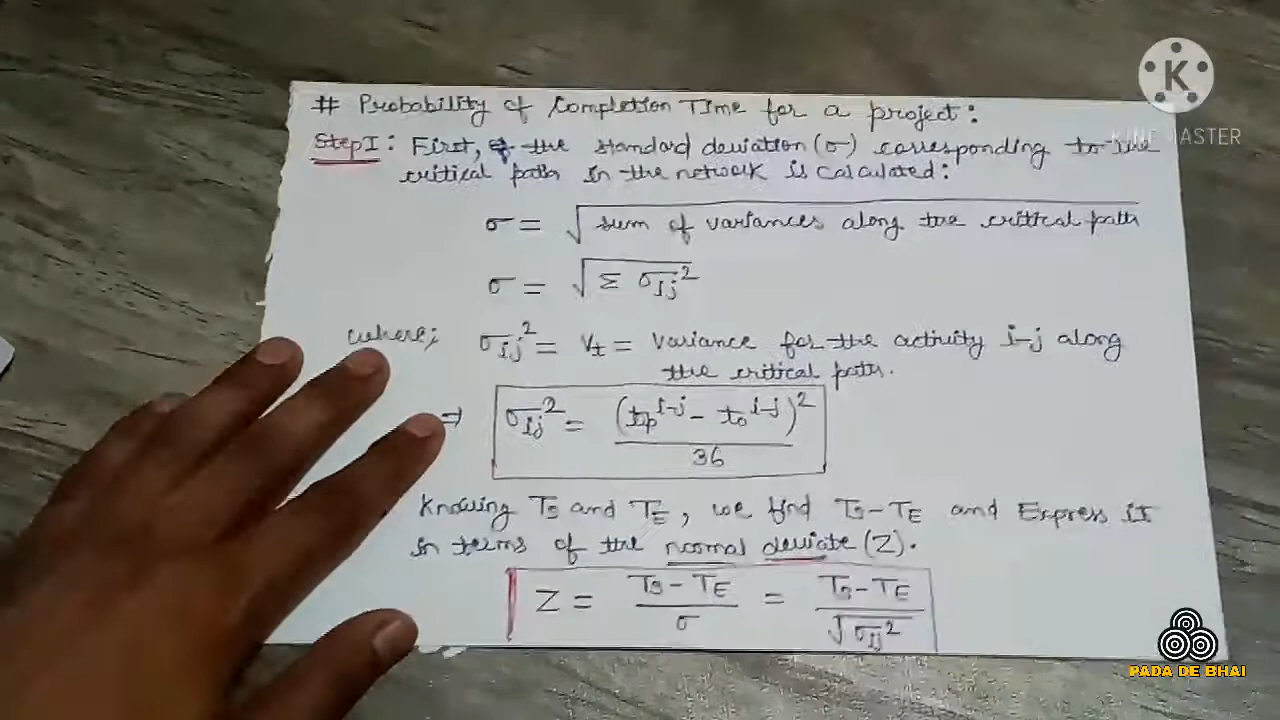 # Probability of Completion Time for a project:
Step I: First, the standard deviation (σ) corresponding to the
critical path in the network is calculated:
σ = √sum of variances along the critical path
σ = √Σ σij²
where; σij² = Vt = Variance for the activity i-j along
the critical path.
⇒ σij² = (tp^i-j - to^i-j)² / 36
Knowing Ts and TE, we find Ts-TE and Express it
in terms of the normal deviate (Z).
Z = Ts - TE / σ = Ts - TE / √σij²
K
KINEMASTER
PADA DE BHAI